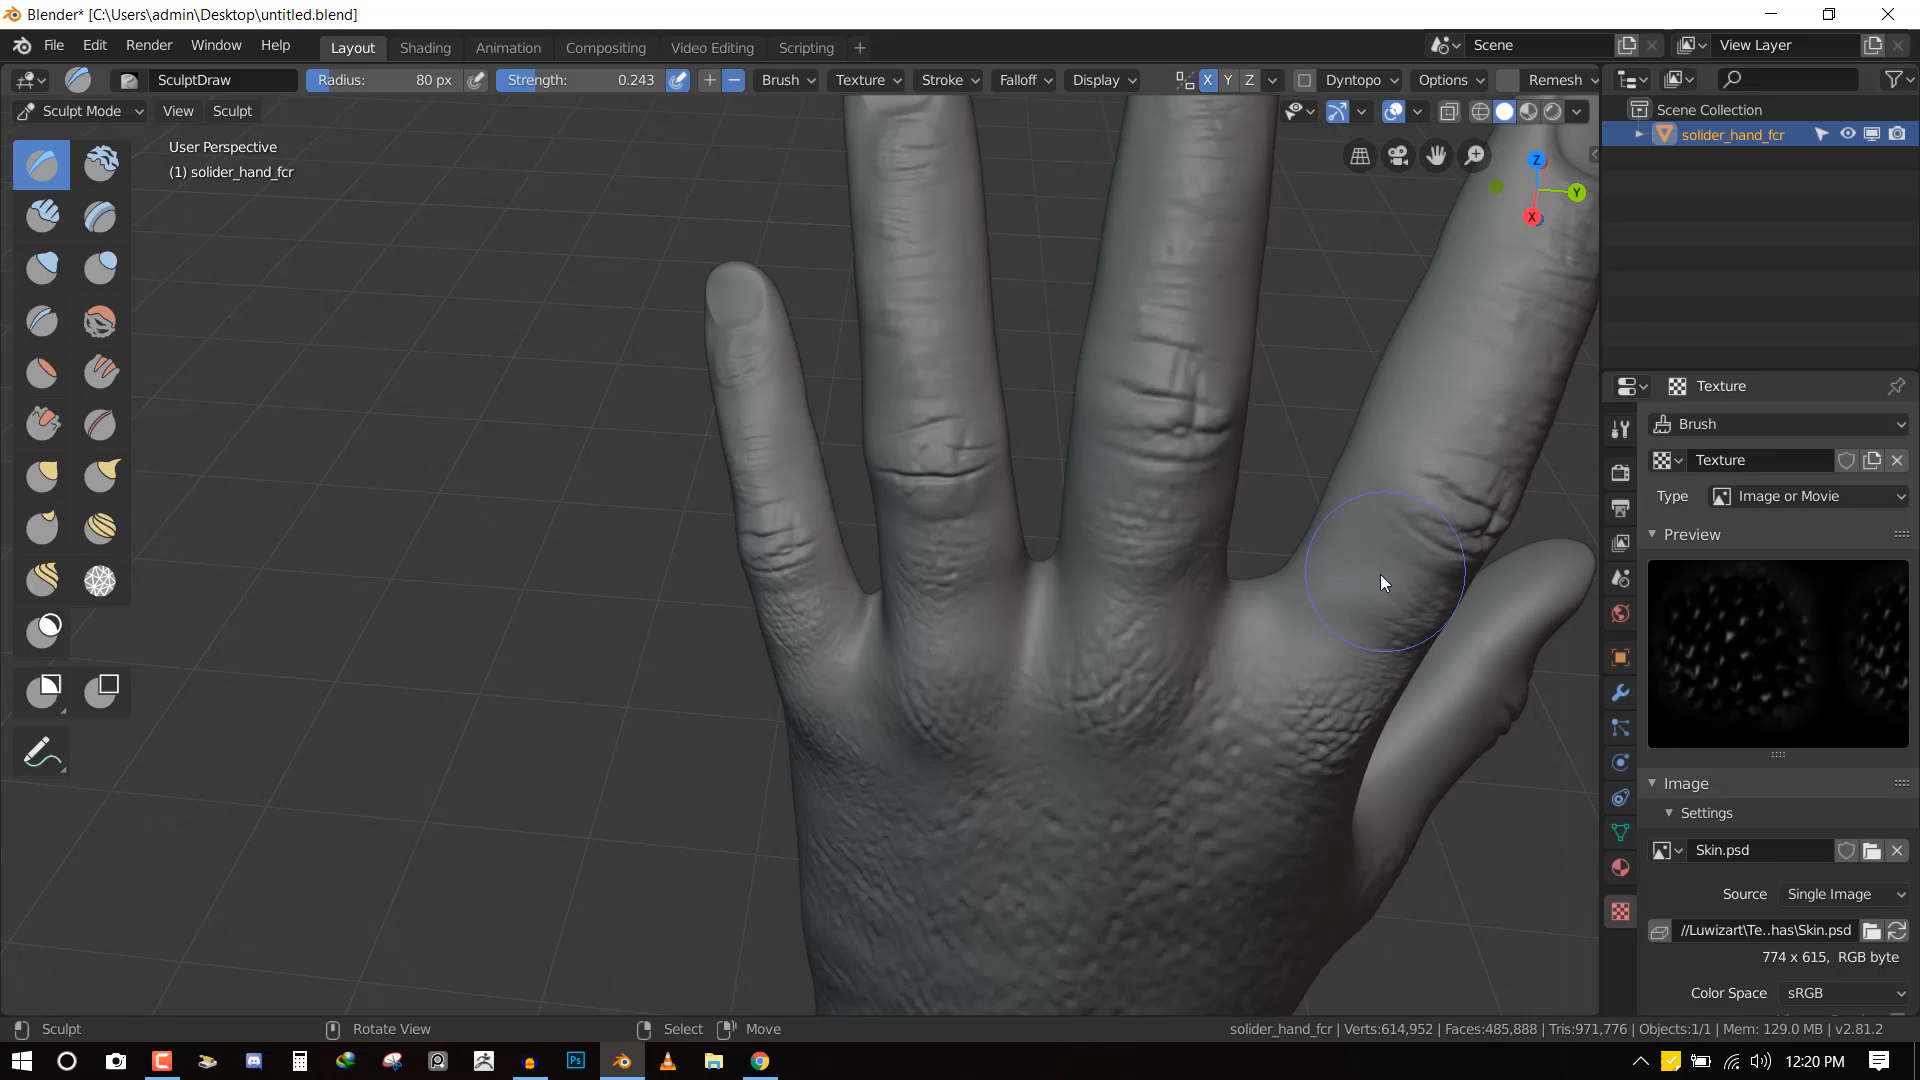 Blender* [C:\Users\admin\Desktop\untitled.blend]
File Edit Render Window Help Layout Shading Animation Compositing Video Editing Scripting + Scene View Layer
SculptDraw Radius: 80 px Strength: 0.243 Brush Texture Stroke Falloff Display X Y Z Dyntopo Options Remesh
Sculpt Mode View Sculpt
Scene Collection
solider_hand_fcr
User Perspective
(1) solider_hand_fcr
Z
Y
X
Texture
Brush
Texture
Type Image or Movie
Preview
Image
Settings
Skin.psd
Source Single Image
//Luwizart\Te..has\Skin.psd
774 x 615, RGB byte
Color Space sRGB
Sculpt Rotate View Select Move solider_hand_fcr | Verts:614,952 | Faces:485,888 | Tris:971,776 | Objects:1/1 | Mem: 129.0 MB | v2.81.2
Ps
12:20 PM